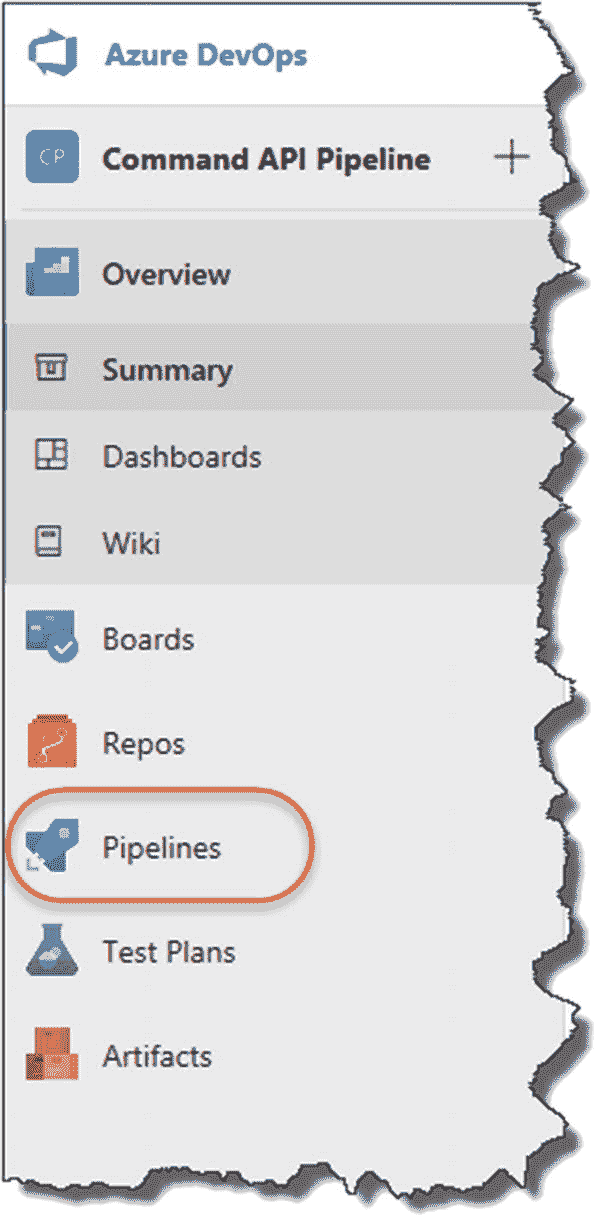 Azure DevOps
CP Command API Pipeline +
Overview
Summary
Dashboards
Wiki
Boards
Repos
Pipelines
Test Plans
Artifacts